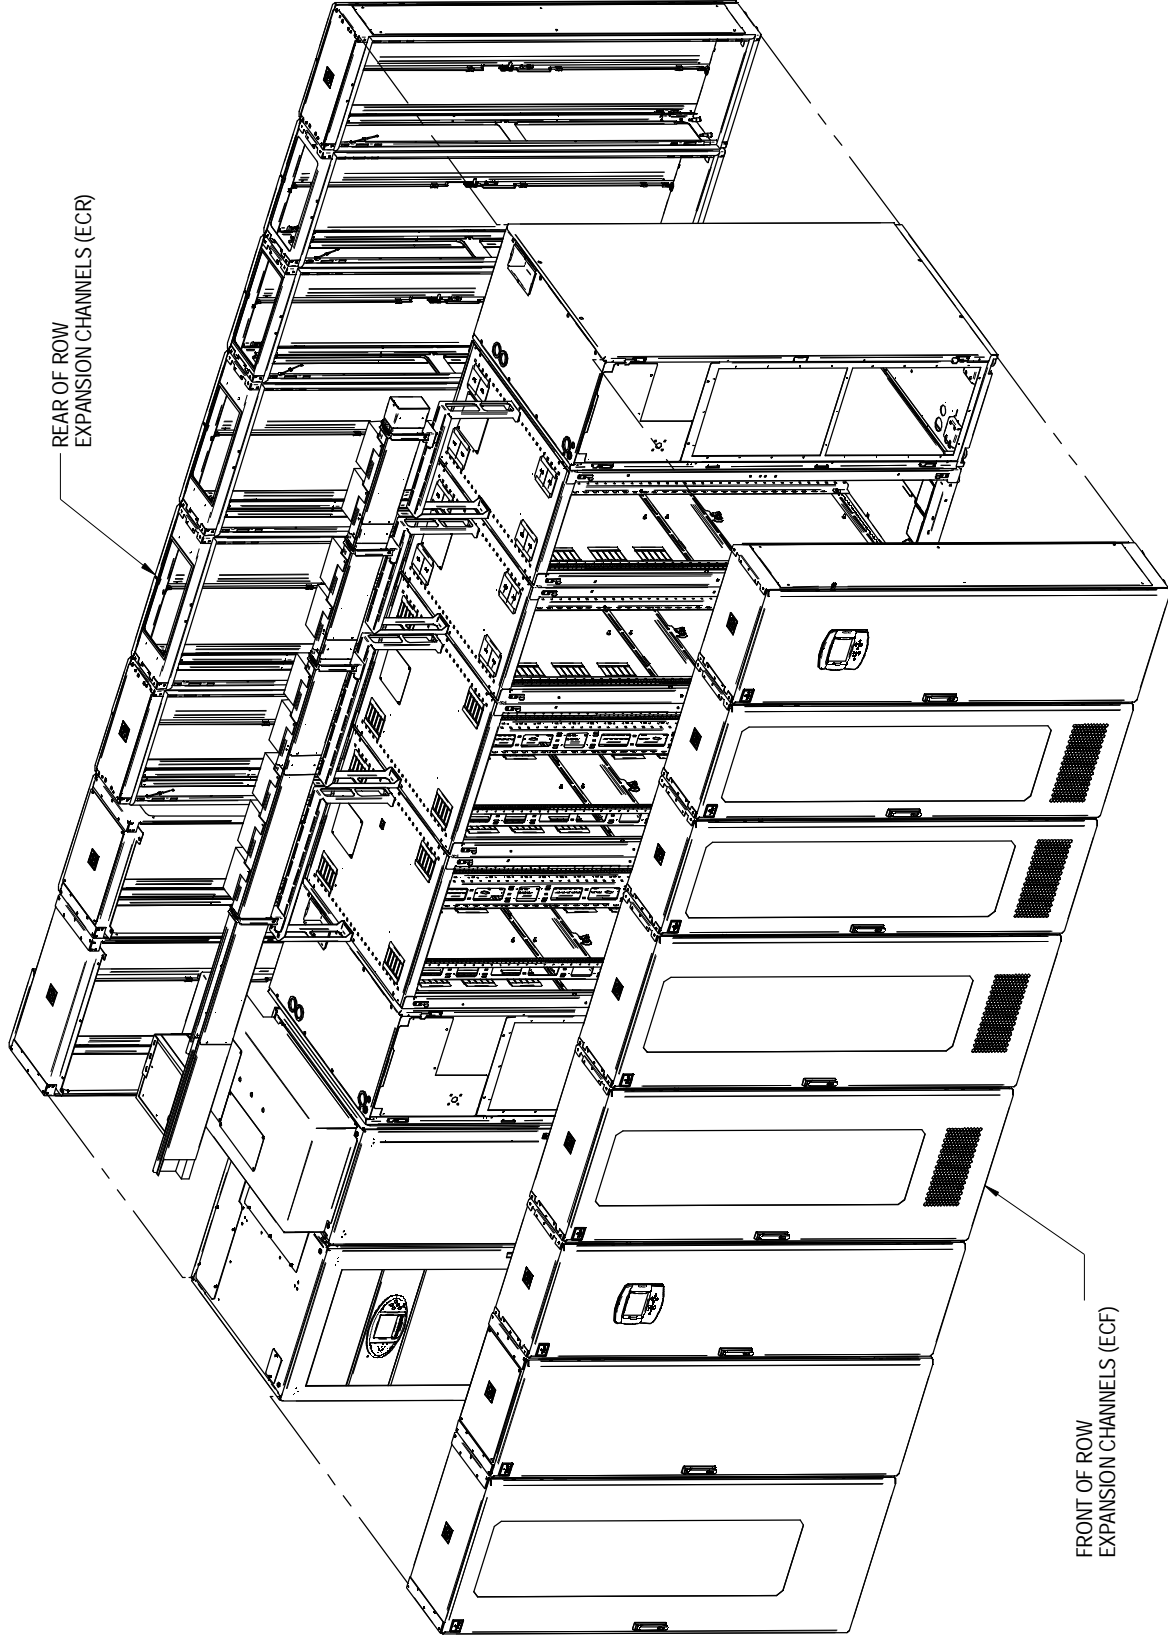 REAR OF ROW
EXPANSION CHANNELS (ECR)
FRONT OF ROW
EXPANSION CHANNELS (ECF)